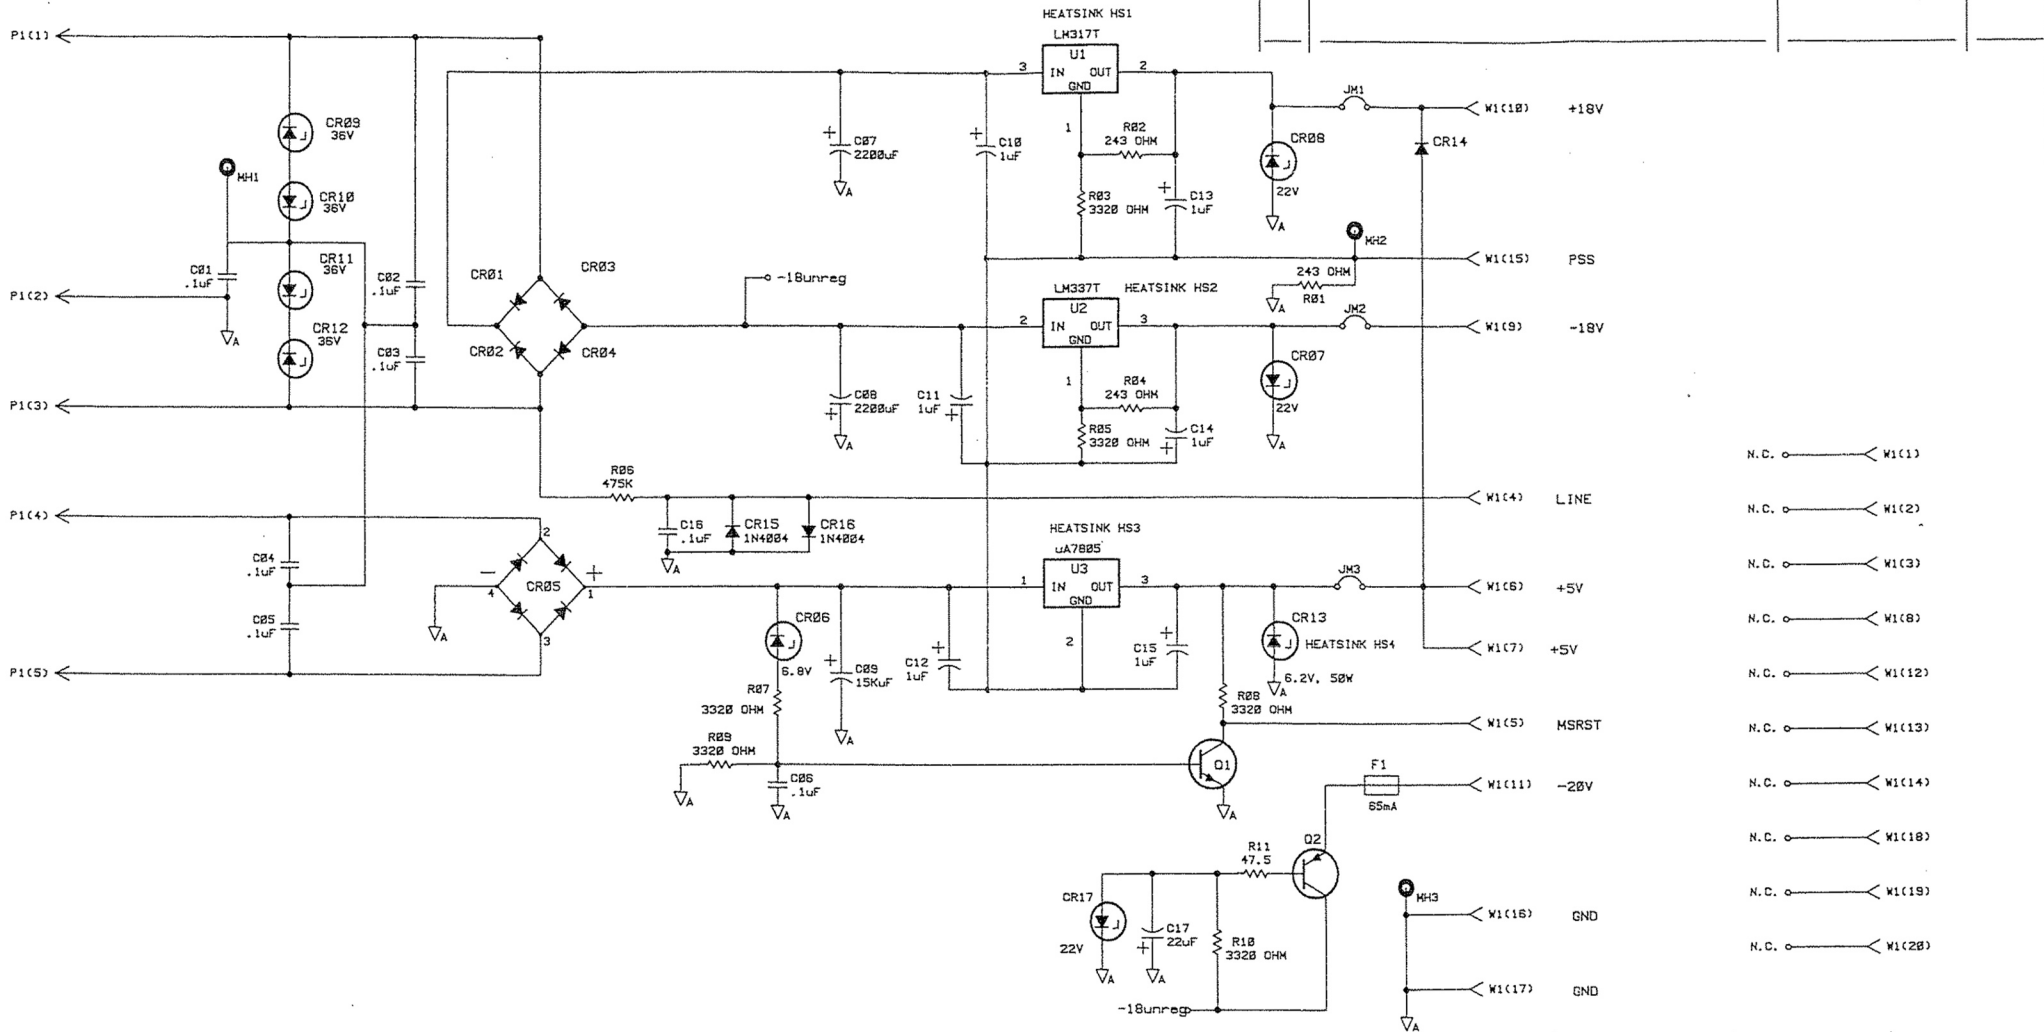 HEATSINK HS1
P1(1)
LM317T
U1
3
IN
OUT
2
GND
JM1
W1(10)
+18V
1
R02
243 OHM
CR09
36V
C07
2200uF
C10
1uF
CR08
22V
CR14
MH1
CR10
36V
R03
3320 OHM
C13
1uF
A
A
MH2
C01
.1uF
CR11
36V
C02
.1uF
CR01
CR03
-18unreg
W1(15)
PSS
243 OHM
R01
A
P1(2)
LM337T
HEATSINK HS2
U2
2
IN
OUT
3
GND
JM2
W1(9)
-18V
A
CR12
36V
C03
.1uF
CR02
CR04
1
R04
243 OHM
CR07
22V
P1(3)
C08
2200uF
C11
1uF
R05
3320 OHM
C14
1uF
A
A
N.C.
W1(1)
R06
475K
W1(4)
LINE
P1(4)
N.C.
W1(2)
C16
.1uF
CR15
1N4004
CR16
1N4004
A
HEATSINK HS3
uA7805
U3
1
IN
OUT
3
GND
2
N.C.
W1(3)
C04
.1uF
2
-
4
CR05
+
1
3
A
JM3
W1(6)
+5V
C05
.1uF
CR06
6.8V
C09
15KuF
C12
1uF
C15
1uF
CR13
HEATSINK HS4
6.2V, 50W
A
N.C.
W1(8)
W1(7)
+5V
P1(5)
N.C.
W1(12)
R07
3320 OHM
R08
3320 OHM
W1(5)
MSRST
N.C.
W1(13)
R09
3320 OHM
A
A
C06
.1uF
A
Q1
A
F1
65mA
W1(11)
-20V
N.C.
W1(14)
Q2
R11
47.5
N.C.
W1(18)
CR17
22V
C17
22uF
R10
3320 OHM
A
A
MH3
W1(16)
GND
N.C.
W1(19)
N.C.
W1(20)
-18unreg
W1(17)
GND
A